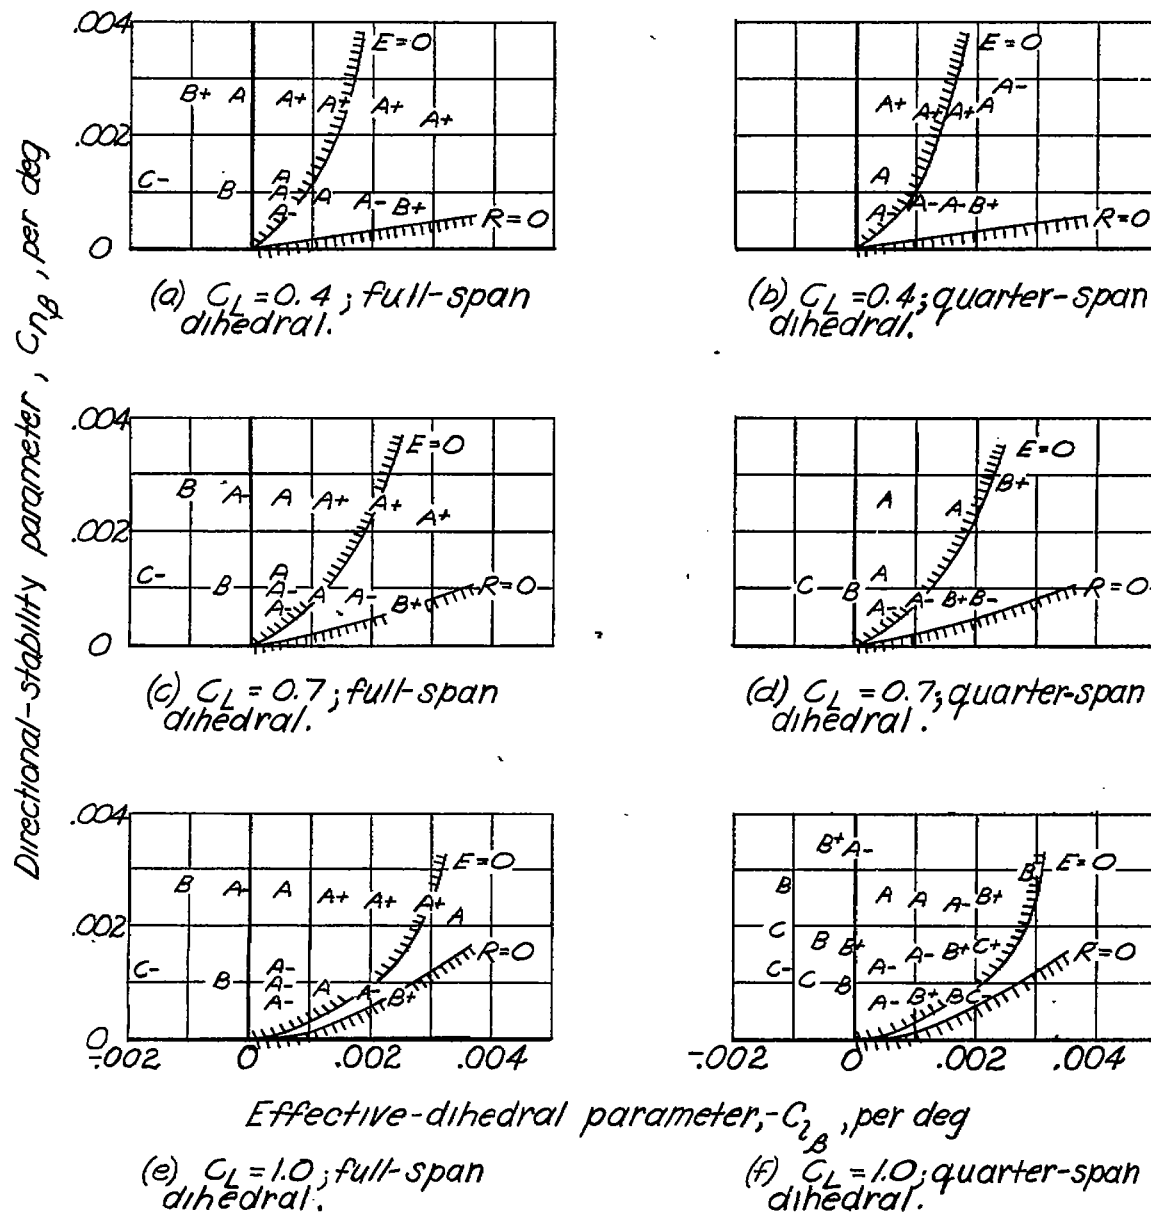 Directional-stability parameter, Cnβ, per deg
.004
.002
0
E=0
B+ A A+ A+ A+ A+
C- B A A- A A- A- B+
R=0
(a) CL=0.4; full-span
dihedral.
E=0
A-
A+ A+ A+ A
A
A- A- A- B+
R=0
(b) CL=0.4; quarter-span
dihedral.
.004
.002
0
E=0
B A- A A+ A+ A+
C- B A A- A- A A- B+
R=0
(c) CL=0.7; full-span
dihedral.
E=0
B+
A A
C B A
A- A- B+ B-
R=0
(d) CL=0.7; quarter-span
dihedral.
.004
.002
0
E=0
B A- A A+ A+ A+ A
C- B A- A- A- A A- B+
R=0
-.002 0 .002 .004
E=0
B+ A-
B B
A A A- B+
C B B+ A- A- B+ C+
C- C B
A- B+ B C-
R=0
-.002 0 .002 .004
Effective-dihedral parameter, -Clβ, per deg
(e) CL=1.0; full-span
dihedral.
(f) CL=1.0; quarter-span
dihedral.